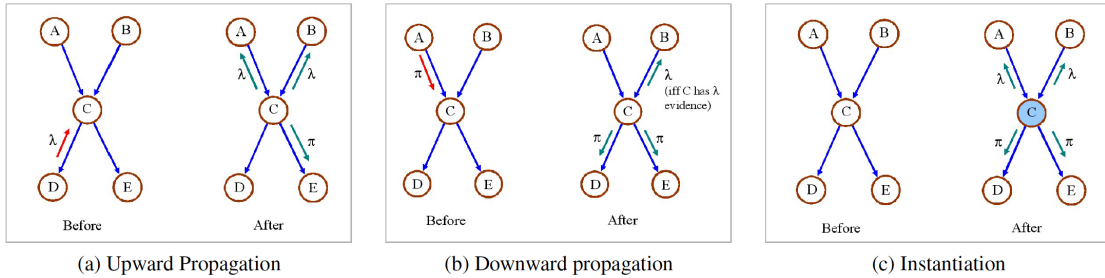 A B
C
λ
D E
Before
A B
λ λ
C
π
D E
After
(a) Upward Propagation
A B
π
C
D E
Before
A B
λ
(iff C has λ
evidence)
C
π π
D E
After
(b) Downward propagation
A B
C
D E
Before
A B
λ λ
C
π π
D E
After
(c) Instantiation